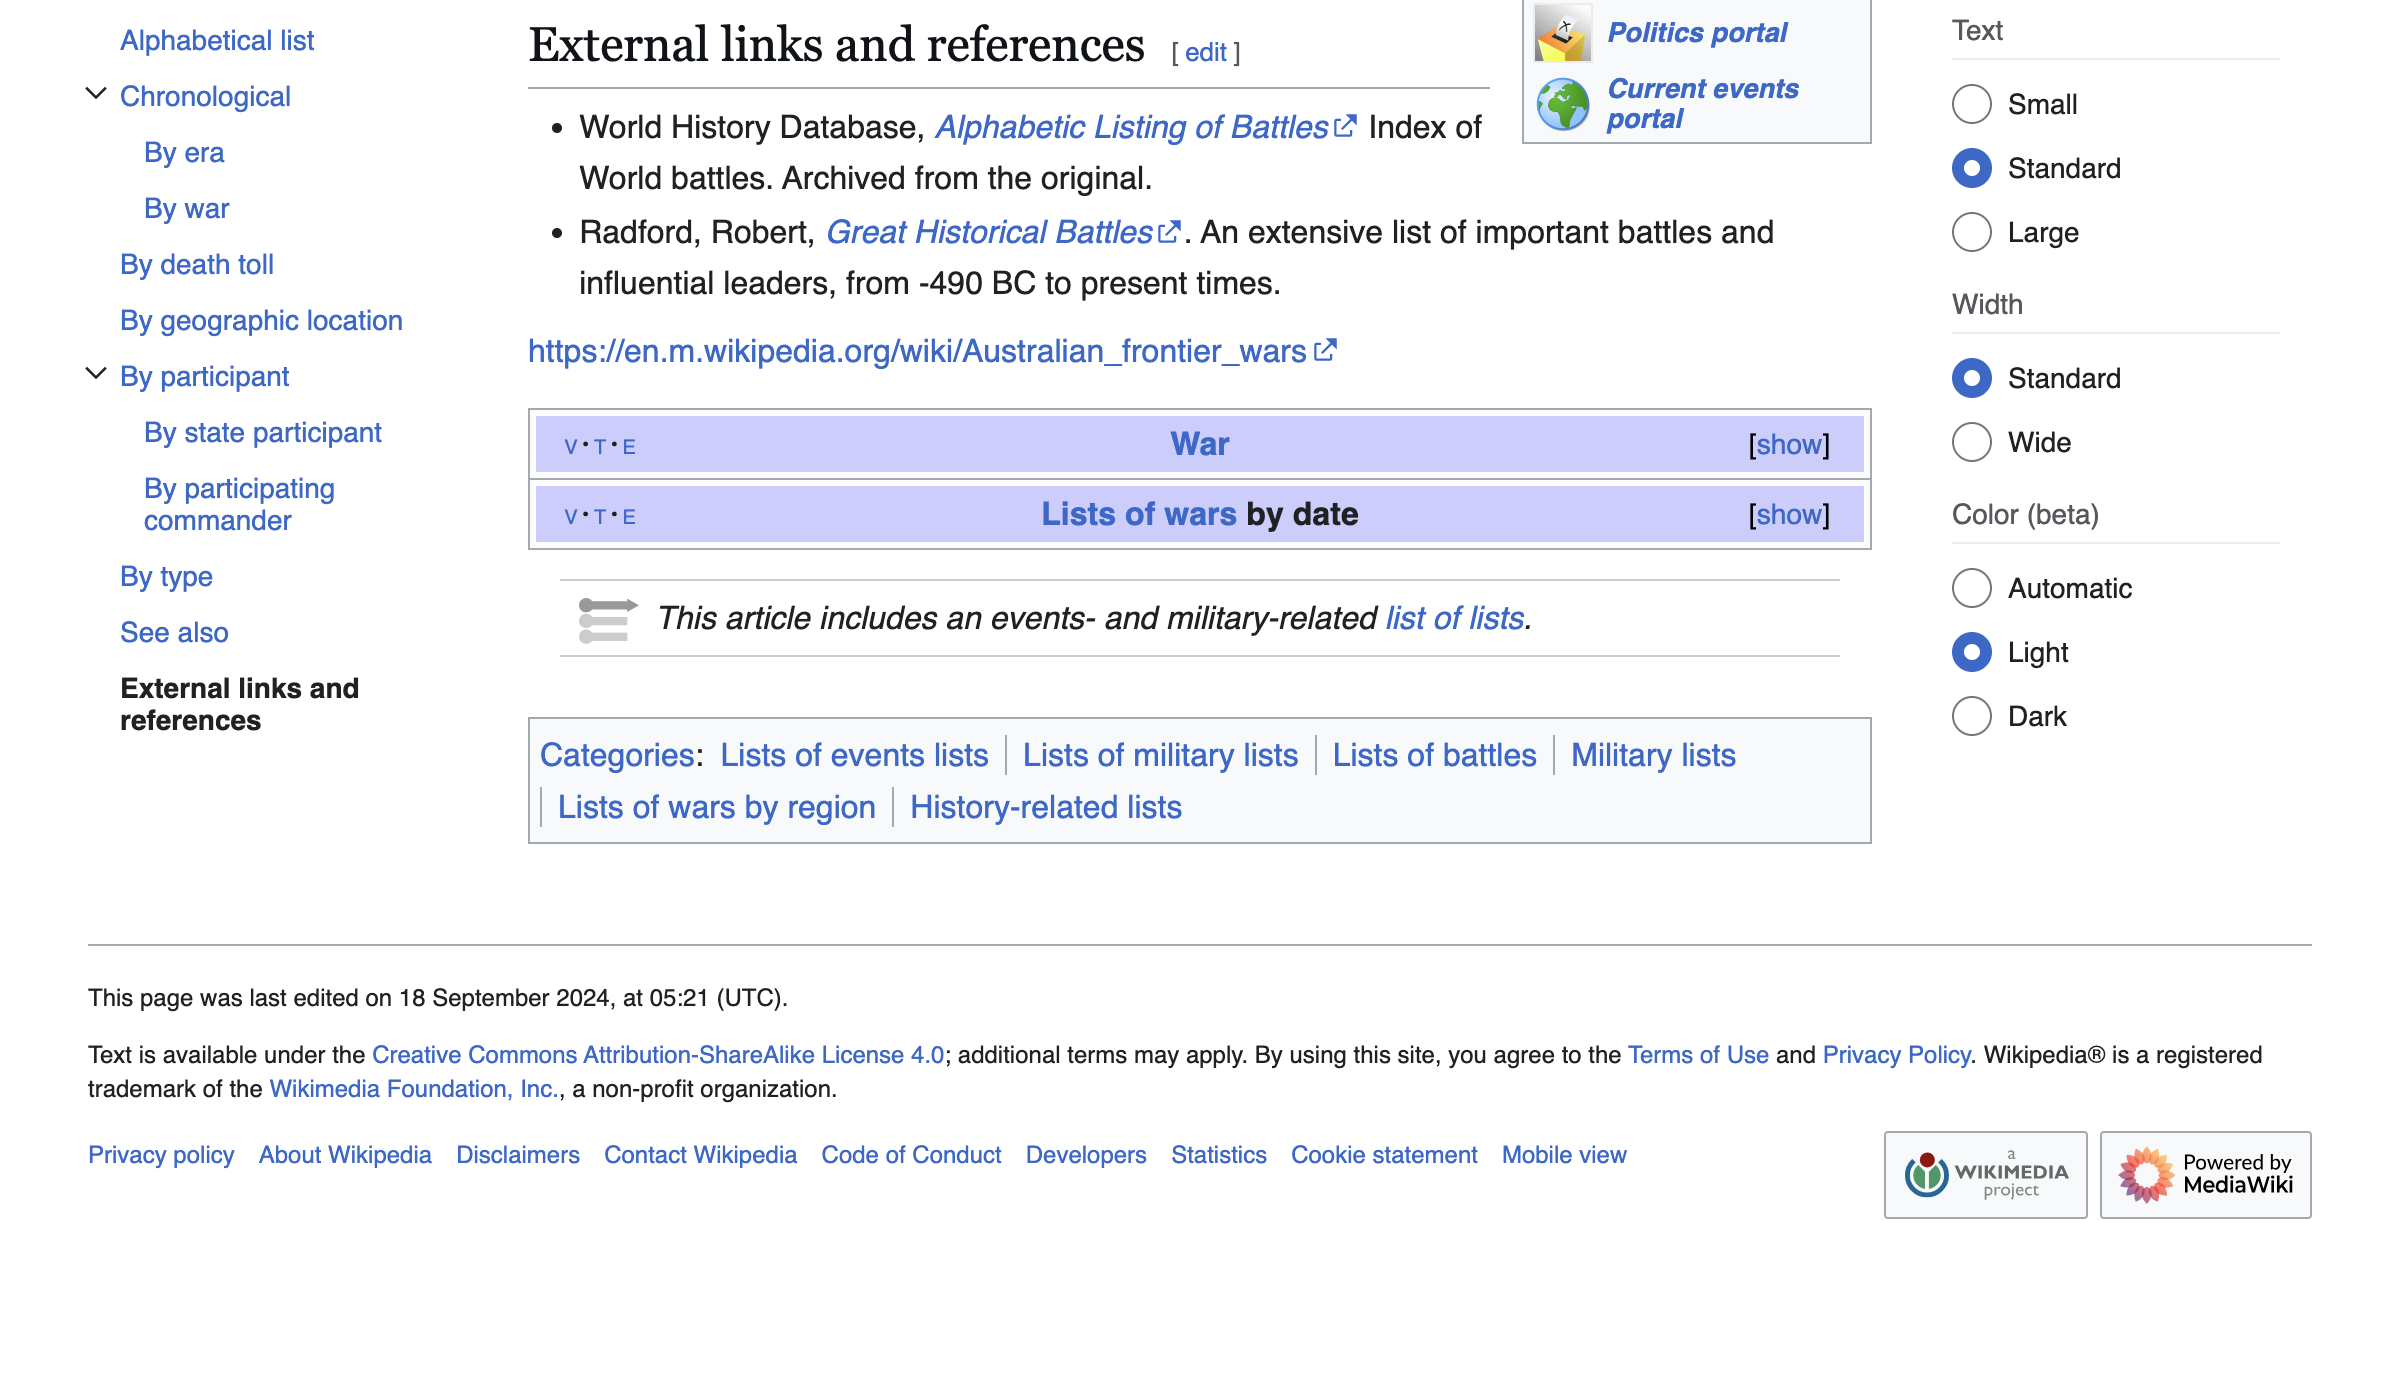 Alphabetical list
Chronological
By era
By war
By death toll
By geographic location
By participant
By state participant
By participating
commander
By type
See also
External links and
references
External links and references [ edit ]
Politics portal
Current events
portal
• World History Database, Alphabetic Listing of Battles Index of
World battles. Archived from the original.
• Radford, Robert, Great Historical Battles. An extensive list of important battles and
influential leaders, from -490 BC to present times.
https://en.m.wikipedia.org/wiki/Australian_frontier_wars
V・T・E War [show]
V・T・E Lists of wars by date [show]
This article includes an events- and military-related list of lists.
Categories: Lists of events lists | Lists of military lists | Lists of battles | Military lists
| Lists of wars by region | History-related lists
Text
Small
Standard
Large
Width
Standard
Wide
Color (beta)
Automatic
Light
Dark
This page was last edited on 18 September 2024, at 05:21 (UTC).
Text is available under the Creative Commons Attribution-ShareAlike License 4.0; additional terms may apply. By using this site, you agree to the Terms of Use and Privacy Policy. Wikipedia® is a registered
trademark of the Wikimedia Foundation, Inc., a non-profit organization.
Privacy policy About Wikipedia Disclaimers Contact Wikipedia Code of Conduct Developers Statistics Cookie statement Mobile view
a
WIKIMEDIA
project
Powered by
MediaWiki